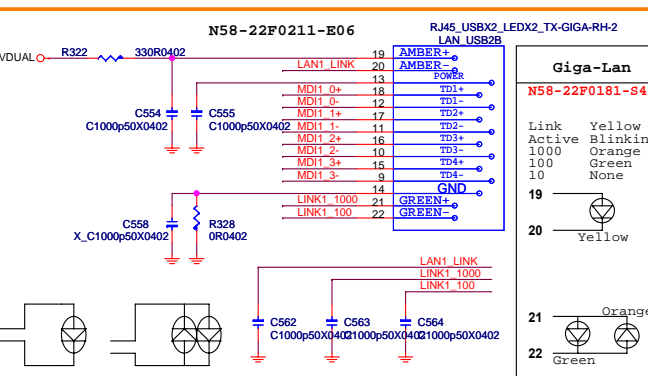 N58-22F0211-E06
RJ45_USBX2_LEDX2_TX-GIGA-RH-2
LAN_USB2B
VDUAL
R322
330R0402
19
AMBER+
LAN1_LINK
20
AMBER-
13
POWER
MDI1_0+
18
TD1+
MDI1_0-
12
TD1-
MDI1_1+
17
TD2+
MDI1_1-
11
TD2-
MDI1_2+
16
TD3+
MDI1_2-
10
TD3-
MDI1_3+
15
TD4+
MDI1_3-
9
TD4-
14
GND
LINK1_1000
21
GREEN+
LINK1_100
22
GREEN-
C554
C1000p50X0402
C555
C1000p50X0402
C558
X_C1000p50X0402
R328
0R0402
LAN1_LINK
LINK1_1000
LINK1_100
C562
C1000p50X0402
C563
C1000p50X0402
C564
C1000p50X0402
Giga-Lan
N58-22F0181-S4
Link Yellow
Active Blinkin
1000 Orange
100 Green
10 None
19
20
Yellow
21
Orange
22
Green